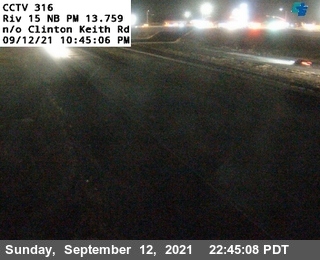 CCTV 316
Riv 15 NB PM 13.759
n/o Clinton Keith Rd
09/12/21 10:45:06 PM
Sunday, September 12, 2021 22:45:08 PDT